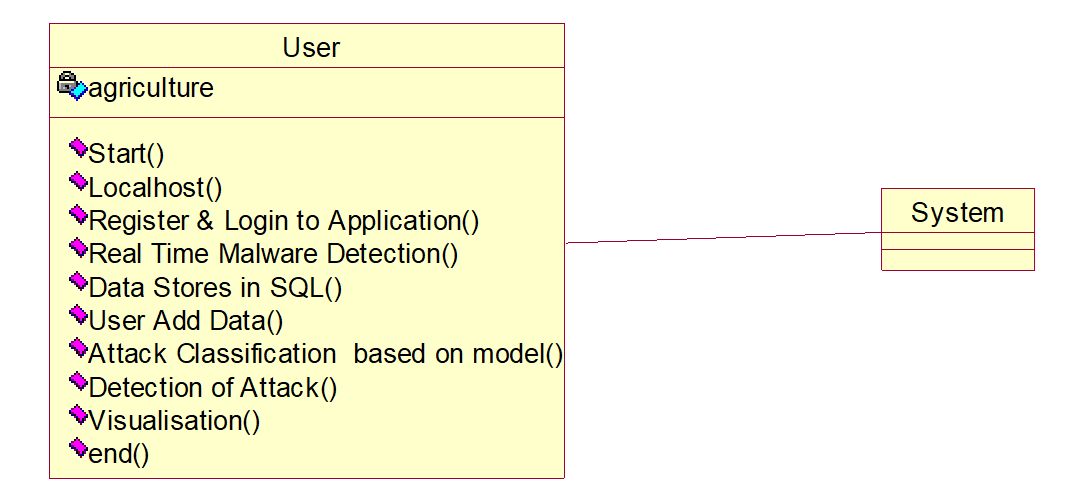 User
agriculture
Start()
Localhost()
Register & Login to Application()
Real Time Malware Detection()
Data Stores in SQL()
User Add Data()
Attack Classification  based on model()
Detection of Attack()
Visualisation()
end()
System